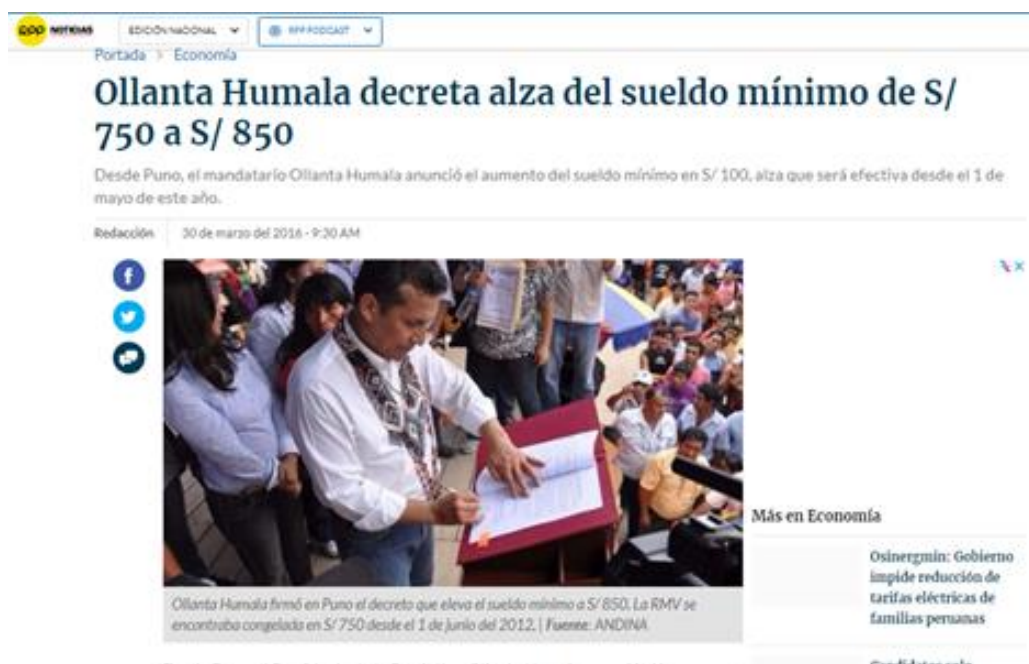 RPP NOTICIAS
EDICIÓN NACIONAL
RPP PODCAST
Portada > Economía
Ollanta Humala decreta alza del sueldo mínimo de S/
750 a S/ 850
Desde Puno, el mandatario Ollanta Humala anunció el aumento del sueldo mínimo en S/ 100, alza que será efectiva desde el 1 de
mayo de este año.
Redacción 30 de marzo del 2016 - 9:30 AM
Ollanta Humala firmó en Puno el decreto que eleva el sueldo mínimo a S/ 850. La RMV se
encontraba congelada en S/ 750 desde el 1 de junio del 2012. | Fuente: ANDINA
Más en Economía
Osinergmin: Gobierno
impide reducción de
tarifas eléctricas de
familias peruanas